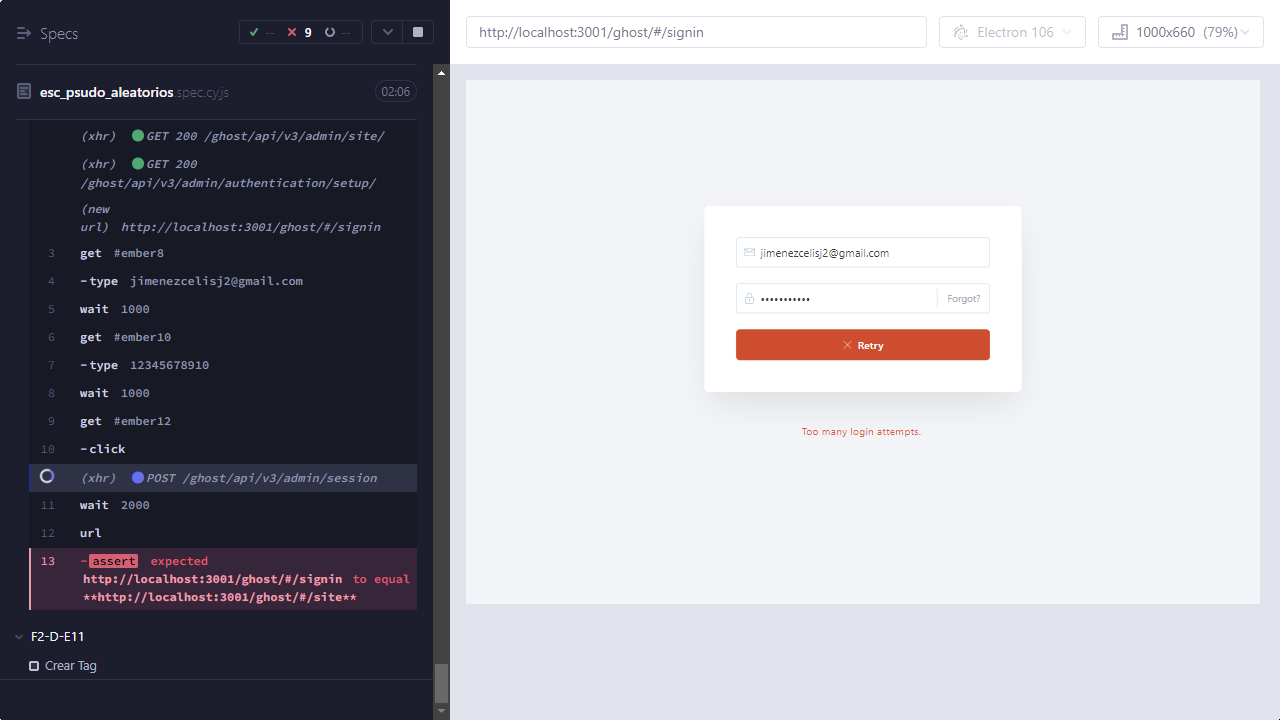 Specs
-- 9 --
esc_psudo_aleatorios.spec.cy.js 02:06
(xhr) GET 200 /ghost/api/v3/admin/site/
(xhr) GET 200
/ghost/api/v3/admin/authentication/setup/
(new
url) http://localhost:3001/ghost/#/signin
3 get #ember8
4 -type jimenezcelisj2@gmail.com
5 wait 1000
6 get #ember10
7 -type 12345678910
8 wait 1000
9 get #ember12
10 -click
(xhr) POST /ghost/api/v3/admin/session
11 wait 2000
12 url
13 -assert expected
http://localhost:3001/ghost/#/signin to equal
**http://localhost:3001/ghost/#/site**
F2-D-E11
Crear Tag
http://localhost:3001/ghost/#/signin
Electron 106
1000x660 (79%)
jimenezcelisj2@gmail.com
•••••••••••
Forgot?
Retry
Too many login attempts.